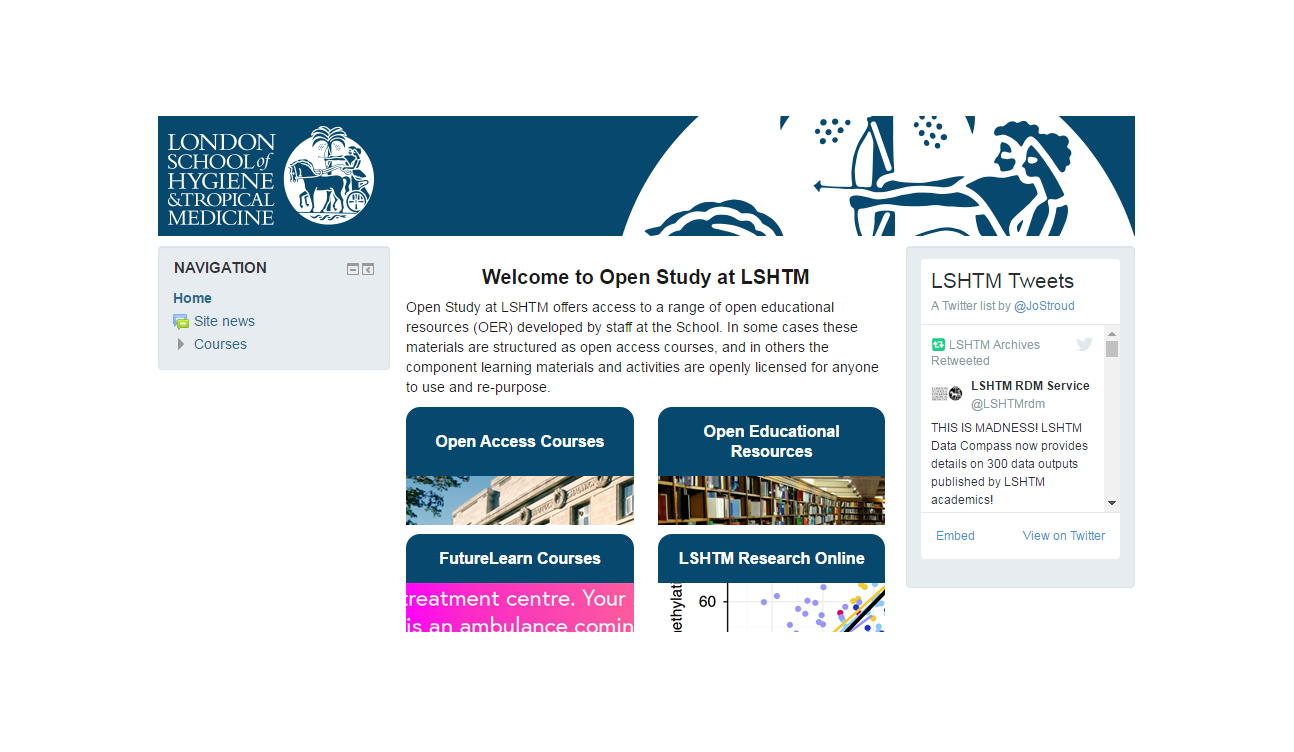 LONDON
SCHOOL of
HYGIENE
& TROPICAL
MEDICINE
NAVIGATION
Home
Site news
Courses
Welcome to Open Study at LSHTM
Open Study at LSHTM offers access to a range of open educational
resources (OER) developed by staff at the School. In some cases these
materials are structured as open access courses, and in others the
component learning materials and activities are openly licensed for anyone
to use and re-purpose.
Open Access Courses
Open Educational
Resources
FutureLearn Courses
treatment centre. Your
is an ambulance comin
LSHTM Research Online
60
LSHTM Tweets
A Twitter list by @JoStroud
LSHTM Archives
Retweeted
LSHTM RDM Service
@LSHTMrdm
THIS IS MADNESS! LSHTM
Data Compass now provides
details on 300 data outputs
published by LSHTM
academics!
Embed
View on Twitter